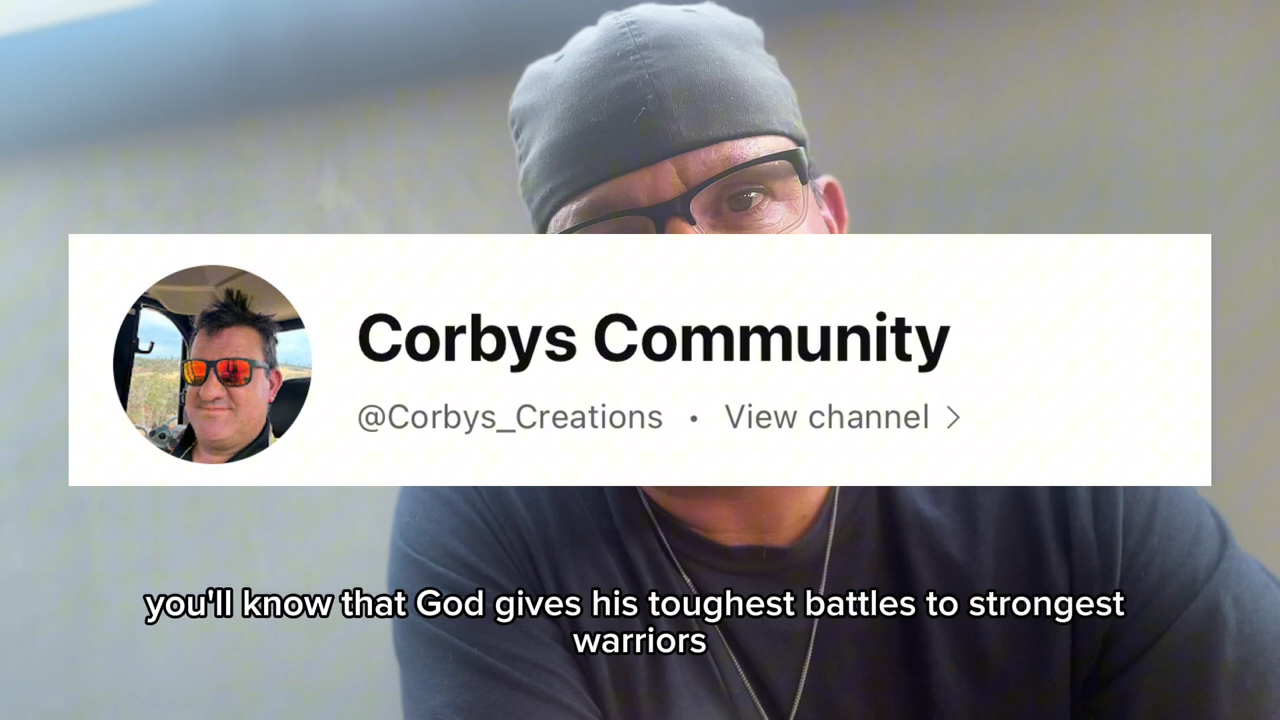 Corbys Community
@Corbys_Creations • View channel >
you'll know that God gives his toughest battles to strongest
warriors